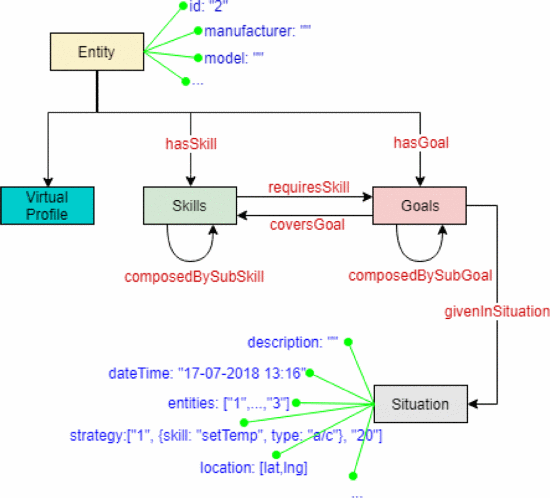 id: "2"
manufacturer: ""
Entity
model: ""
...
hasSkill
hasGoal
Virtual
Profile
Skills
requiresSkill
coversGoal
Goals
composedBySubSkill
composedBySubGoal
givenInSituation
description: ""
dateTime: "17-07-2018 13:16"
entities: ["1",...,"3"]
Situation
strategy:["1", {skill: "setTemp", type: "a/c"}, "20"]
location: [lat,lng]
...